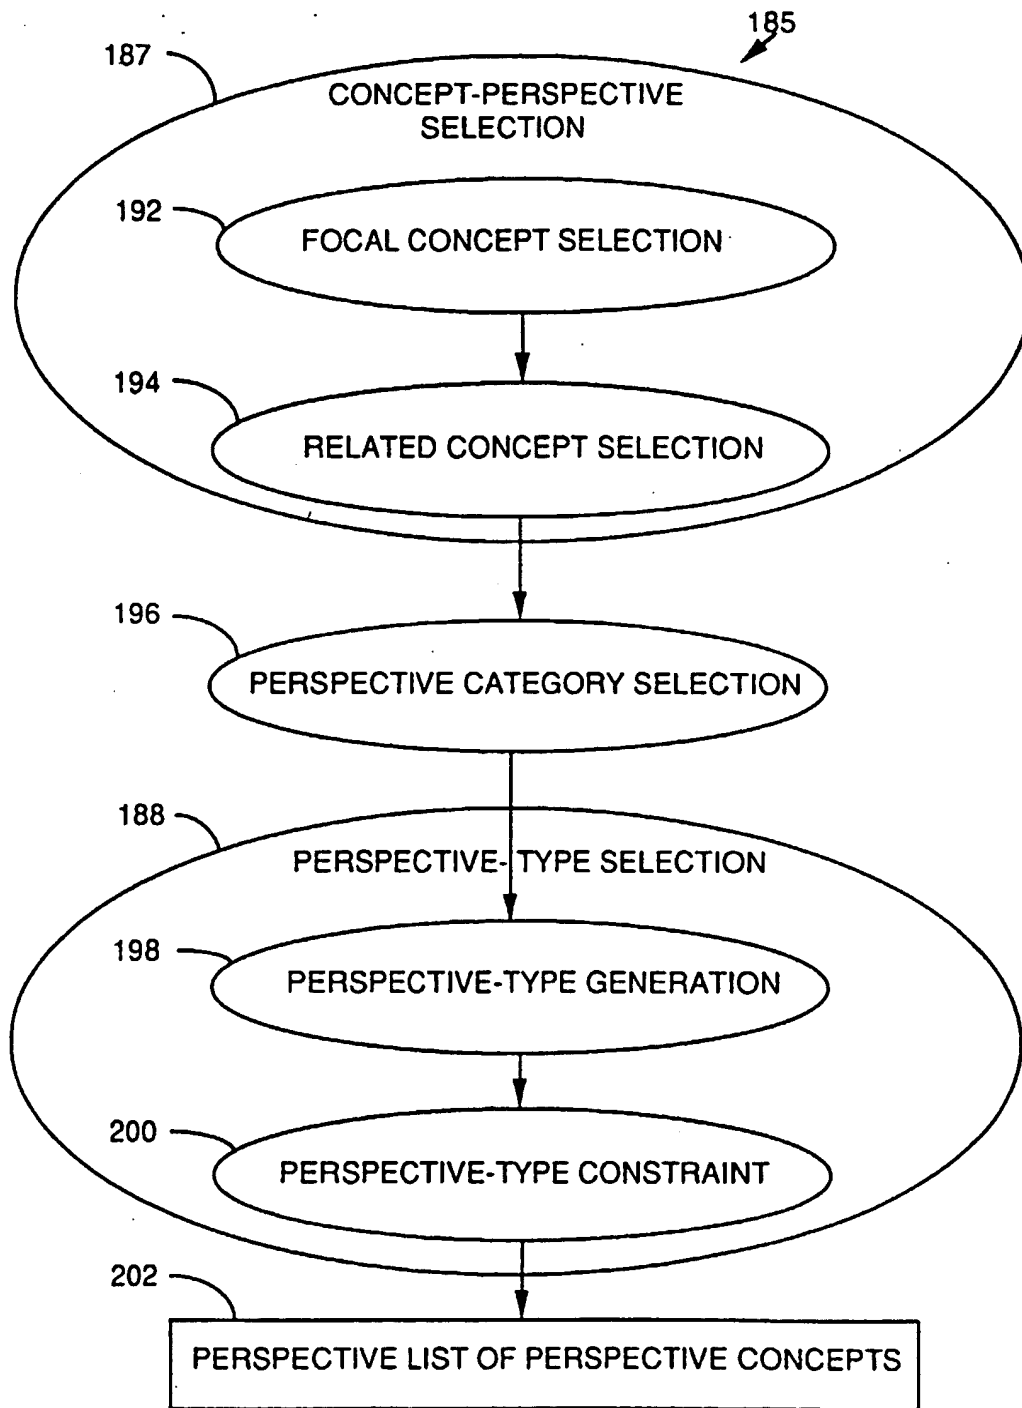 185
187
CONCEPT-PERSPECTIVE
SELECTION
192
FOCAL CONCEPT SELECTION
194
RELATED CONCEPT SELECTION
196
PERSPECTIVE CATEGORY SELECTION
188
PERSPECTIVE-TYPE SELECTION
198
PERSPECTIVE-TYPE GENERATION
200
PERSPECTIVE-TYPE CONSTRAINT
202
PERSPECTIVE LIST OF PERSPECTIVE CONCEPTS